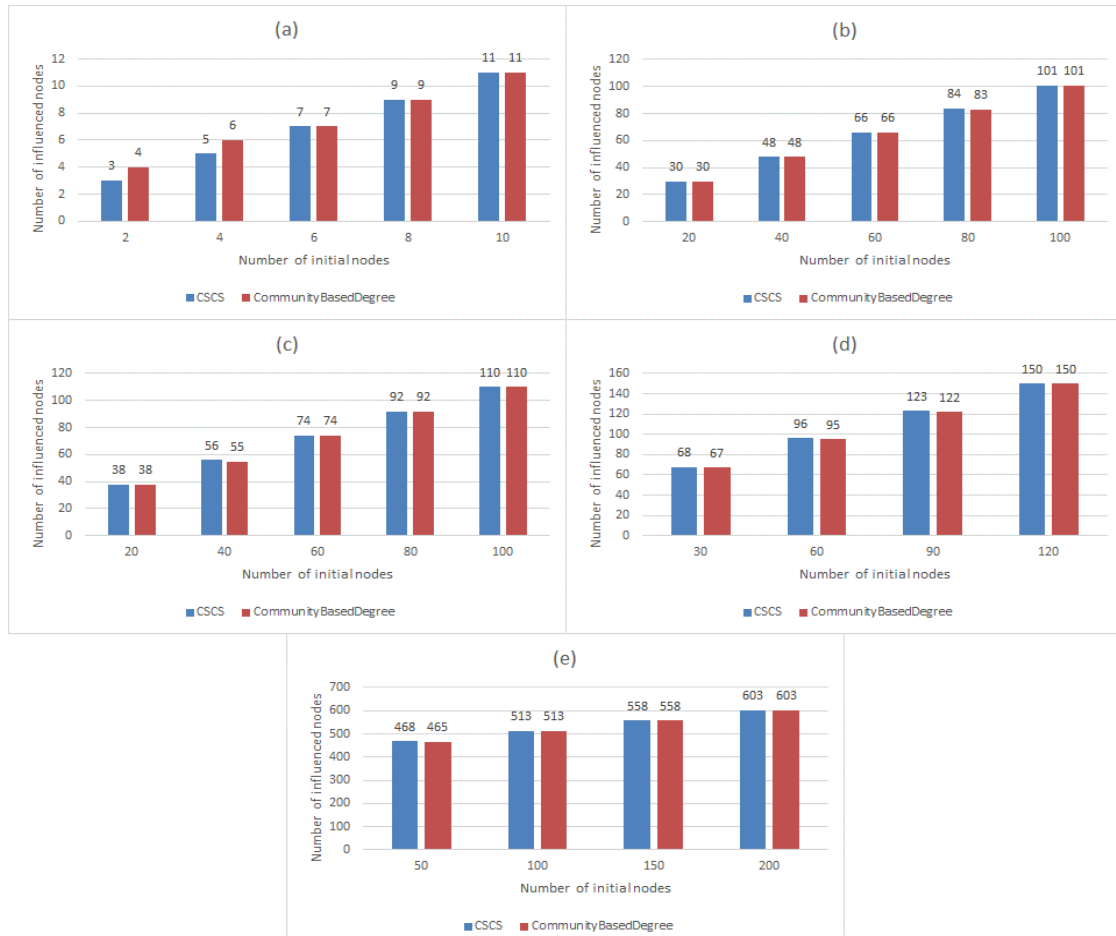 (a)
Number of influenced nodes
12
10
8
6
4
2
0
3 4 5 6 7 7 9 9 11 11
2 4 6 8 10
Number of initial nodes
CSCS CommunityBasedDegree
(b)
Number of influenced nodes
120
100
80
60
40
20
0
30 30 48 48 66 66 84 83 101 101
20 40 60 80 100
Number of initial nodes
CSCS CommunityBasedDegree
(c)
Number of influenced nodes
120
100
80
60
40
20
0
38 38 56 55 74 74 92 92 110 110
20 40 60 80 100
Number of initial nodes
CSCS CommunityBasedDegree
(d)
Number of influenced nodes
160
140
120
100
80
60
40
20
0
68 67 96 95 123 122 150 150
30 60 90 120
Number of initial nodes
CSCS CommunityBasedDegree
(e)
Number of influenced nodes
700
600
500
400
300
200
100
0
468 465 513 513 558 558 603 603
50 100 150 200
Number of initial nodes
CSCS CommunityBasedDegree